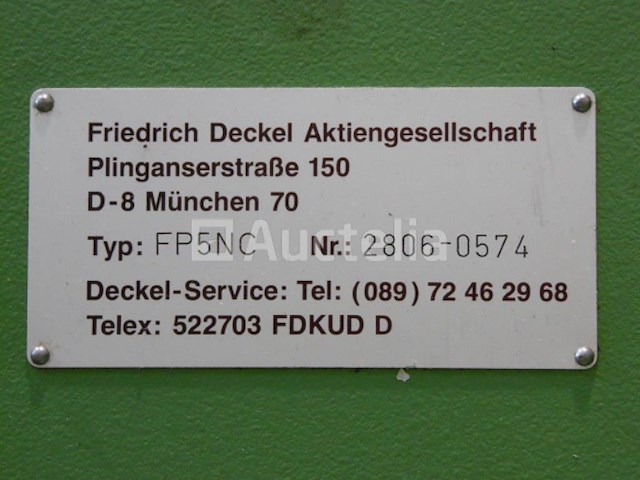 Friedrich Deckel Aktiengesellschaft
Plinganserstraße 150
D-8 München 70
Typ: FP5NC Nr.: 2806-0574
Auctelia
Deckel-Service: Tel: (089) 72 46 29 68
Telex: 522703 FDKUD D